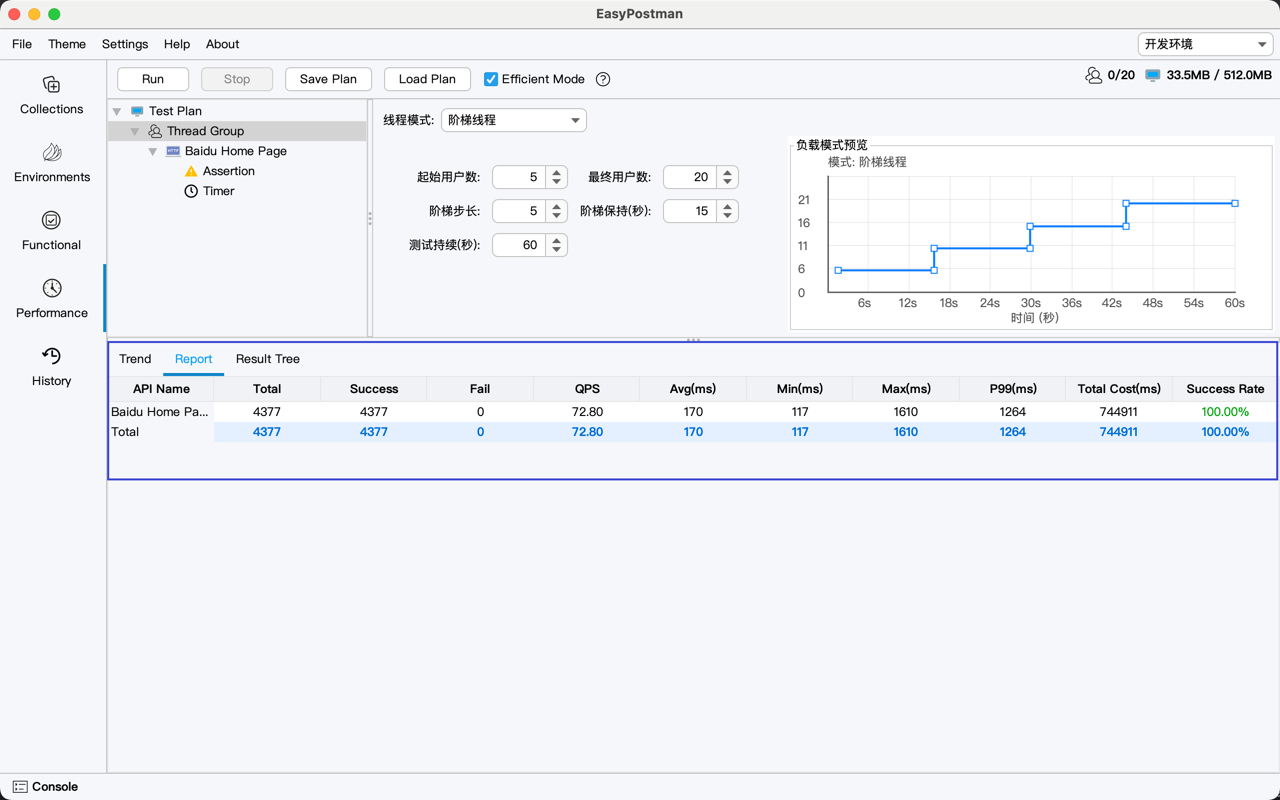 EasyPostman
File Theme Settings Help About 开发环境
Run Stop Save Plan Load Plan Efficient Mode ? 0/20 33.5MB / 512.0MB
Collections
Environments
Functional
Performance
History
Test Plan
Thread Group
HTTP Baidu Home Page
Assertion
Timer
线程模式: 阶梯线程
起始用户数: 5 最终用户数: 20
阶梯步长: 5 阶梯保持(秒): 15
测试持续(秒): 60
负载模式预览
模式: 阶梯线程
21
16
11
6
0
6s 12s 18s 24s 30s 36s 42s 48s 54s 60s
时间 (秒)
Trend Report Result Tree
API Name Total Success Fail QPS Avg(ms) Min(ms) Max(ms) P99(ms) Total Cost(ms) Success Rate
Baidu Home Pa... 4377 4377 0 72.80 170 117 1610 1264 744911 100.00%
Total 4377 4377 0 72.80 170 117 1610 1264 744911 100.00%
Console